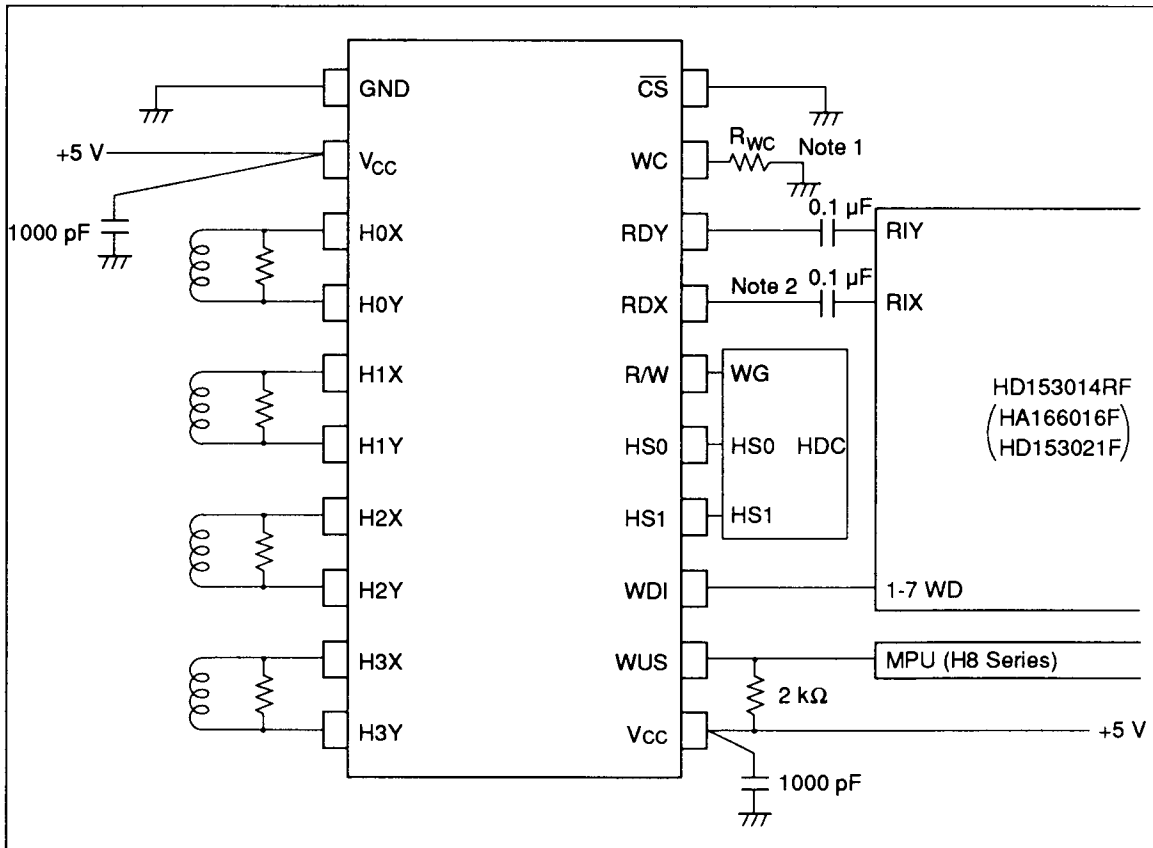 GND
+5 V
VCC
1000 pF
H0X
H0Y
H1X
H1Y
H2X
H2Y
H3X
H3Y
CS
WC
RWC
Note 1
RDY
0.1 µF
RIY
RDX
Note 2
0.1 µF
RIX
R/W
WG
HS0
HS0
HDC
HS1
HS1
HD153014RF
(HA166016F
HD153021F)
WDI
1-7 WD
WUS
MPU (H8 Series)
2 kΩ
VCC
+5 V
1000 pF